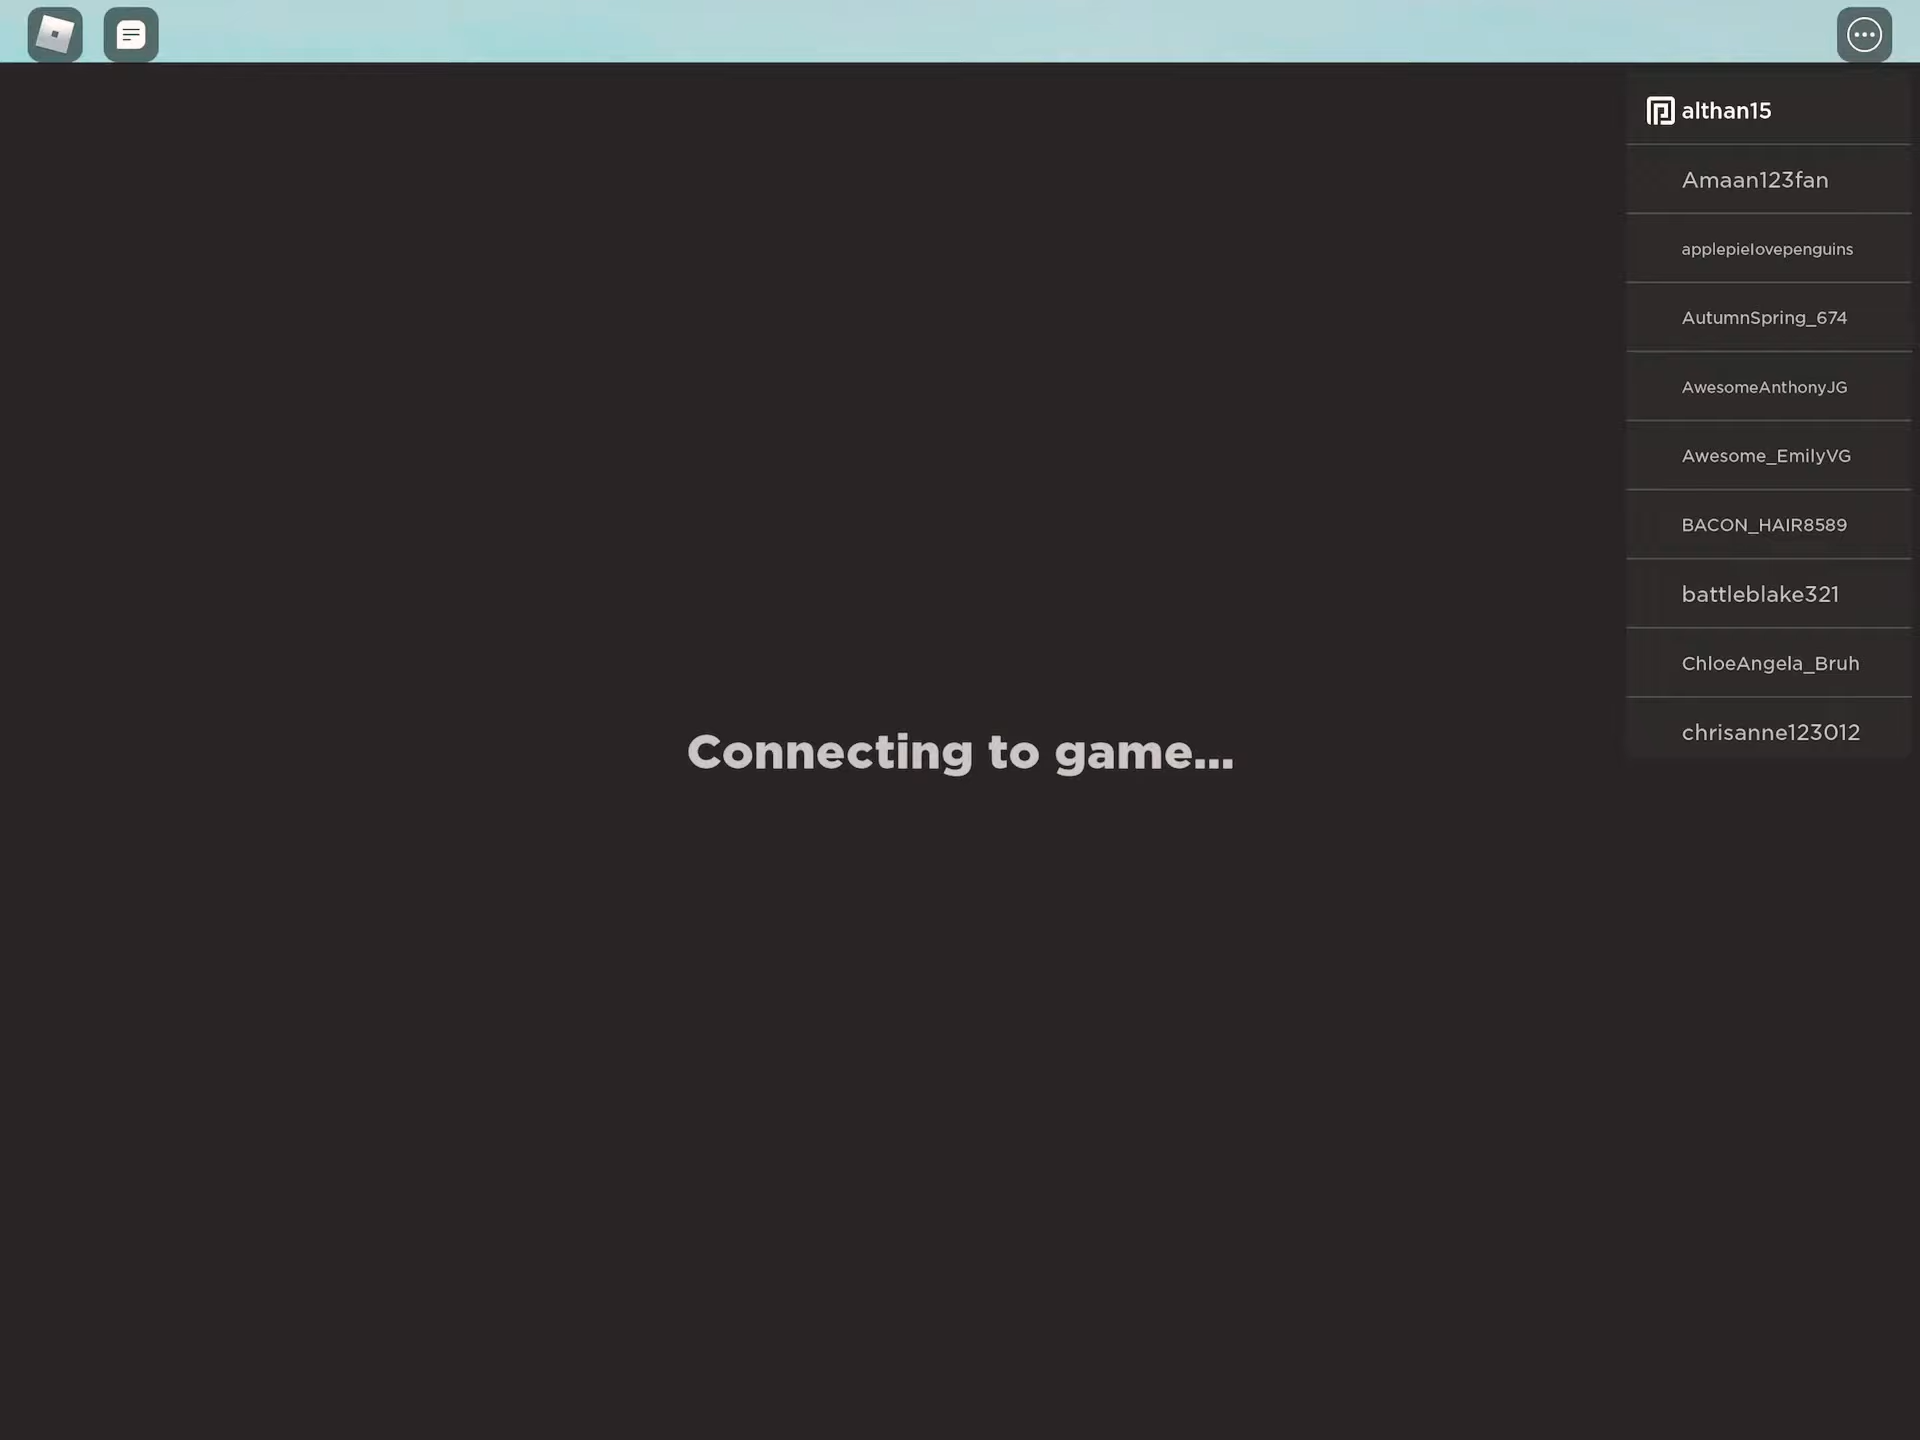 althan15
Amaan123fan
applepielovepenguins
AutumnSpring_674
AwesomeAnthonyJG
Awesome_EmilyVG
BACON_HAIR8589
battleblake321
ChloeAngela_Bruh
chrisanne123012
Connecting to game...